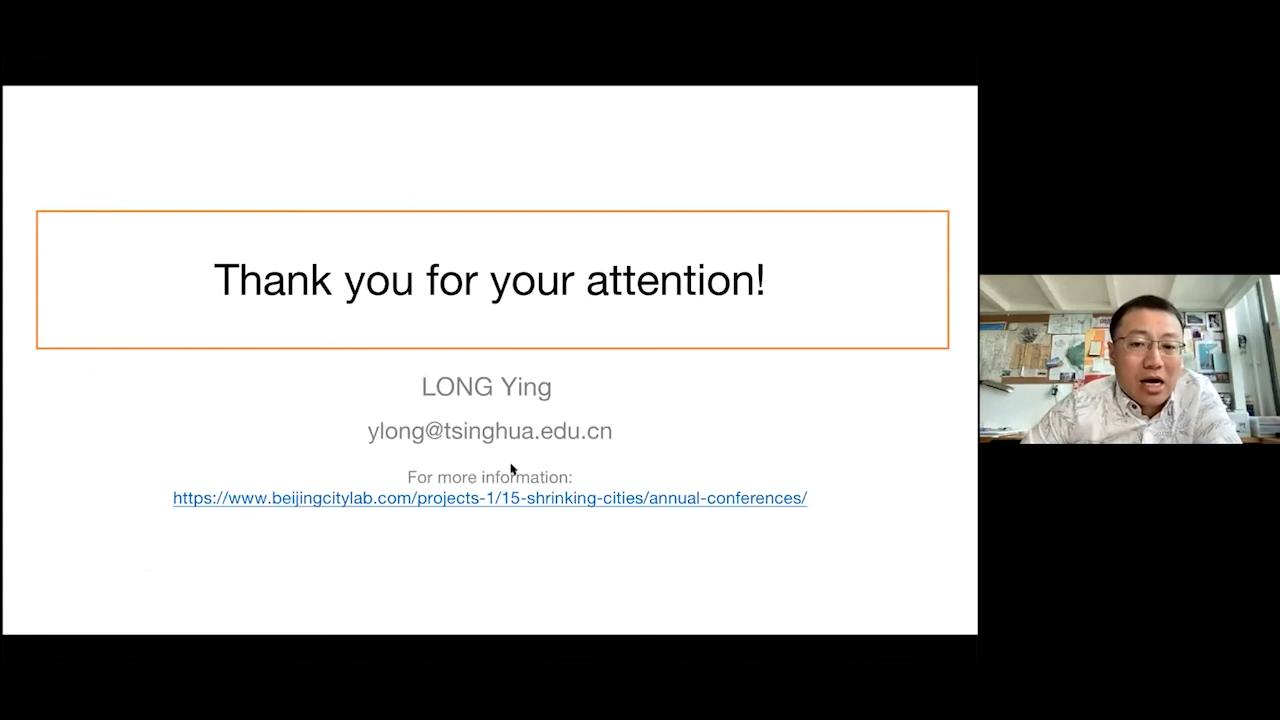 Thank you for your attention!
LONG Ying
ylong@tsinghua.edu.cn
For more information:
https://www.beijingcitylab.com/projects-1/15-shrinking-cities/annual-conferences/